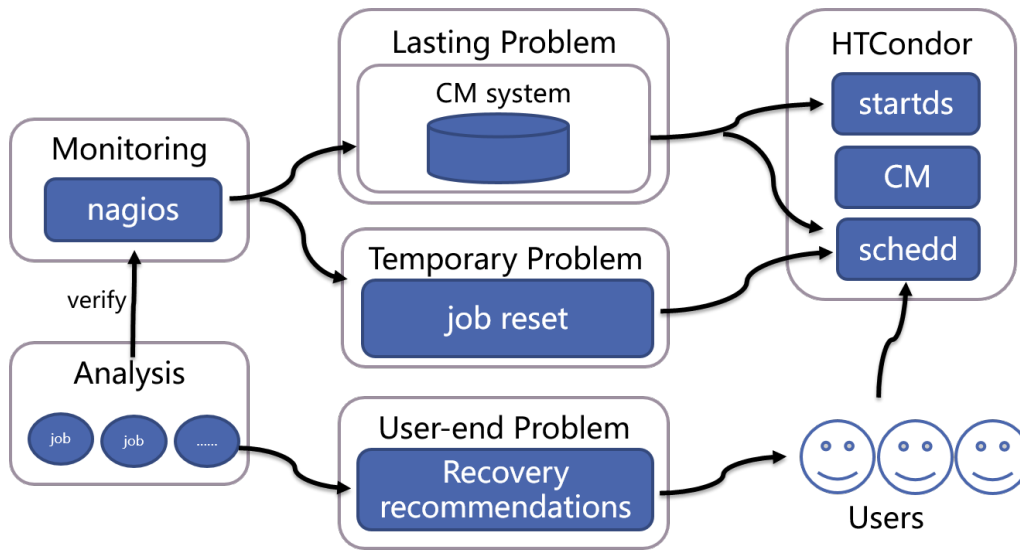 Monitoring
nagios
verify
Analysis
job
job
......
Lasting Problem
CM system
Temporary Problem
job reset
User-end Problem
Recovery
recommendations
HTCondor
startds
CM
schedd
Users